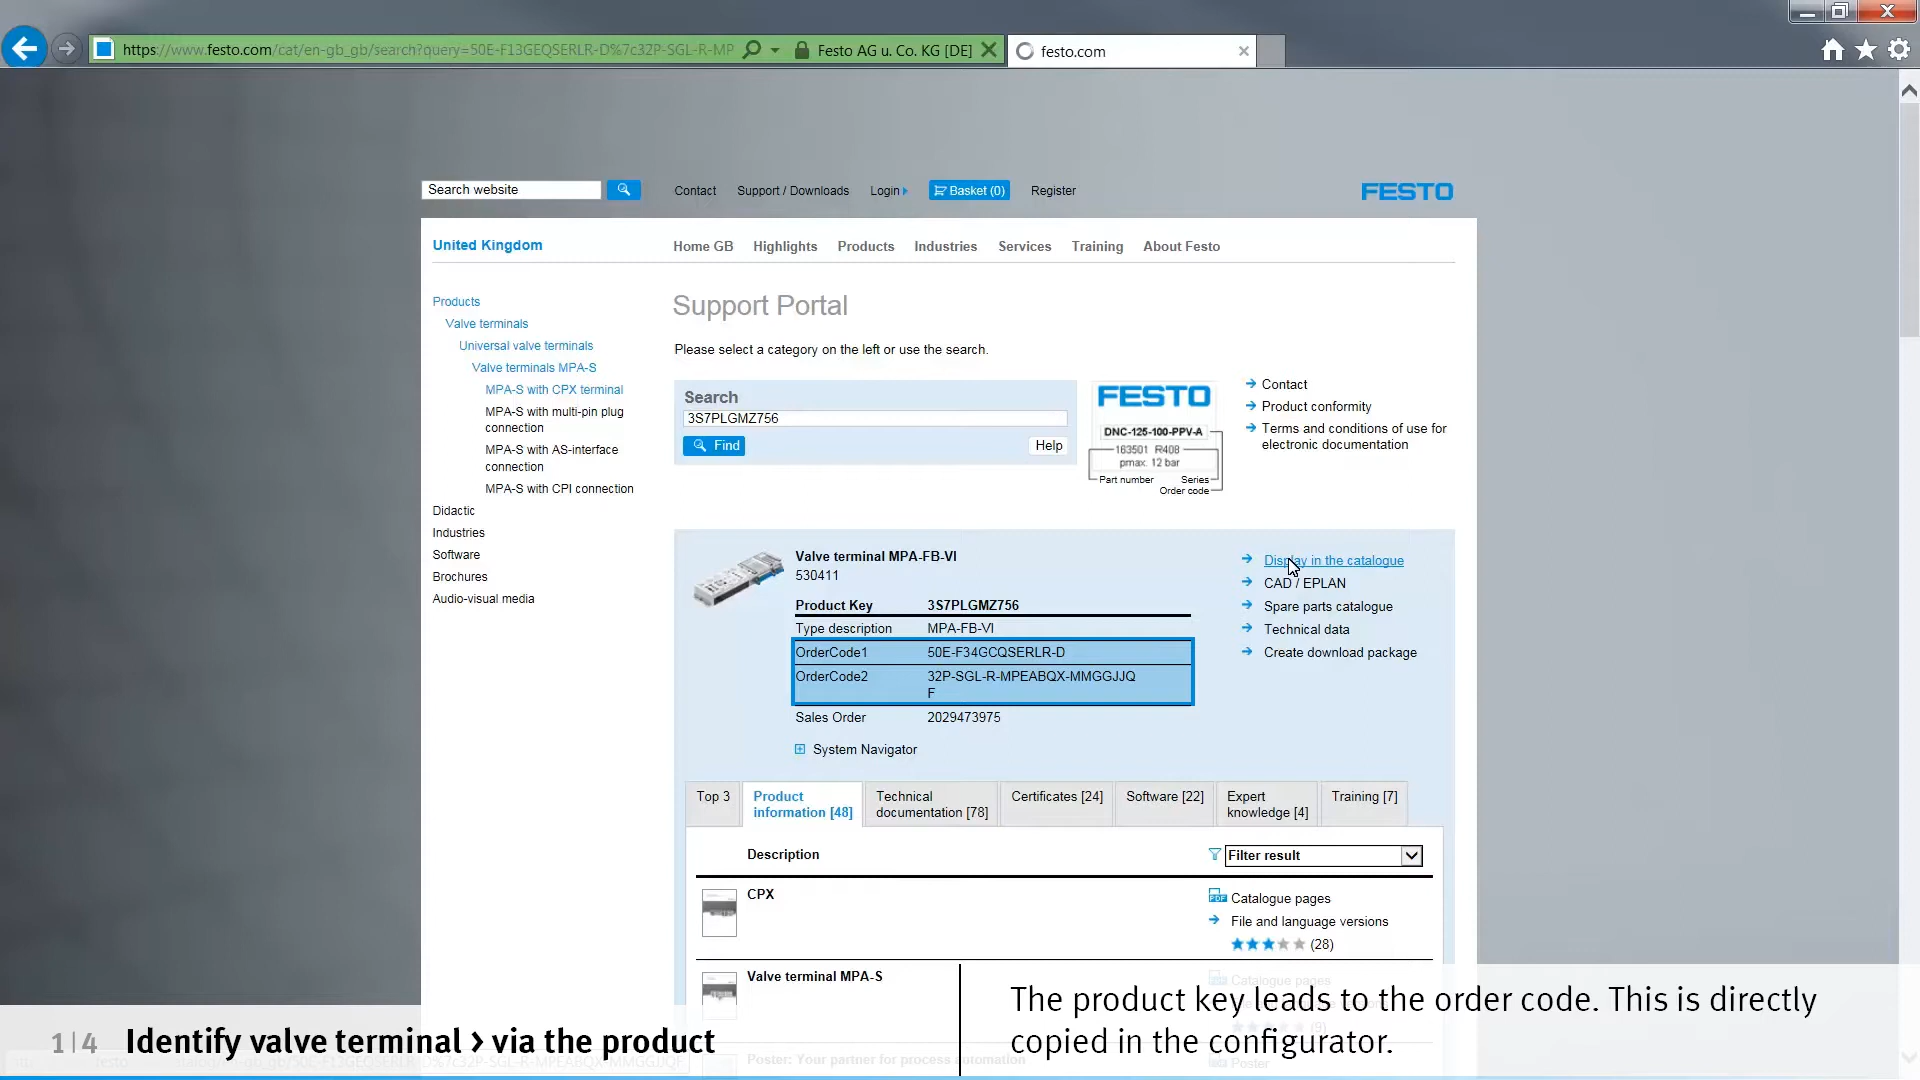 https://www.festo.com/cat/en-gb_gb/search?query=50E-F13GEQSERLR-D%7c32P-SGL-R-MP
Festo AG u. Co. KG [DE]
festo.com
Search website
Contact
Support / Downloads
Login
Basket (0)
Register
FESTO
United Kingdom
Home GB
Highlights
Products
Industries
Services
Training
About Festo
Products
Valve terminals
Universal valve terminals
Valve terminals MPA-S
MPA-S with CPX terminal
MPA-S with multi-pin plug
connection
MPA-S with AS-interface
connection
MPA-S with CPI connection
Didactic
Industries
Software
Brochures
Audio-visual media
Support Portal
Please select a category on the left or use the search.
Search
3S7PLGMZ756
Find
Help
FESTO
DNC-125-100-PPV-A
163501 R408
pmax. 12 bar
Part number
Series
Order code
Contact
Product conformity
Terms and conditions of use for
electronic documentation
Valve terminal MPA-FB-VI
530411
Product Key 3S7PLGMZ756
Type description MPA-FB-VI
OrderCode1 50E-F34GCQSERLR-D
OrderCode2 32P-SGL-R-MPEABQX-MMGGJJQ
F
Sales Order 2029473975
System Navigator
Display in the catalogue
CAD / EPLAN
Spare parts catalogue
Technical data
Create download package
Top 3
Product
information [48]
Technical
documentation [78]
Certificates [24]
Software [22]
Expert
knowledge [4]
Training [7]
Description
Filter result
CPX
PDF
Catalogue pages
File and language versions
(28)
Valve terminal MPA-S
Catalogue pages
(9)
Poster: Your partner for process automation
Poster
1|4 Identify valve terminal > via the product
The product key leads to the order code. This is directly
copied in the configurator.